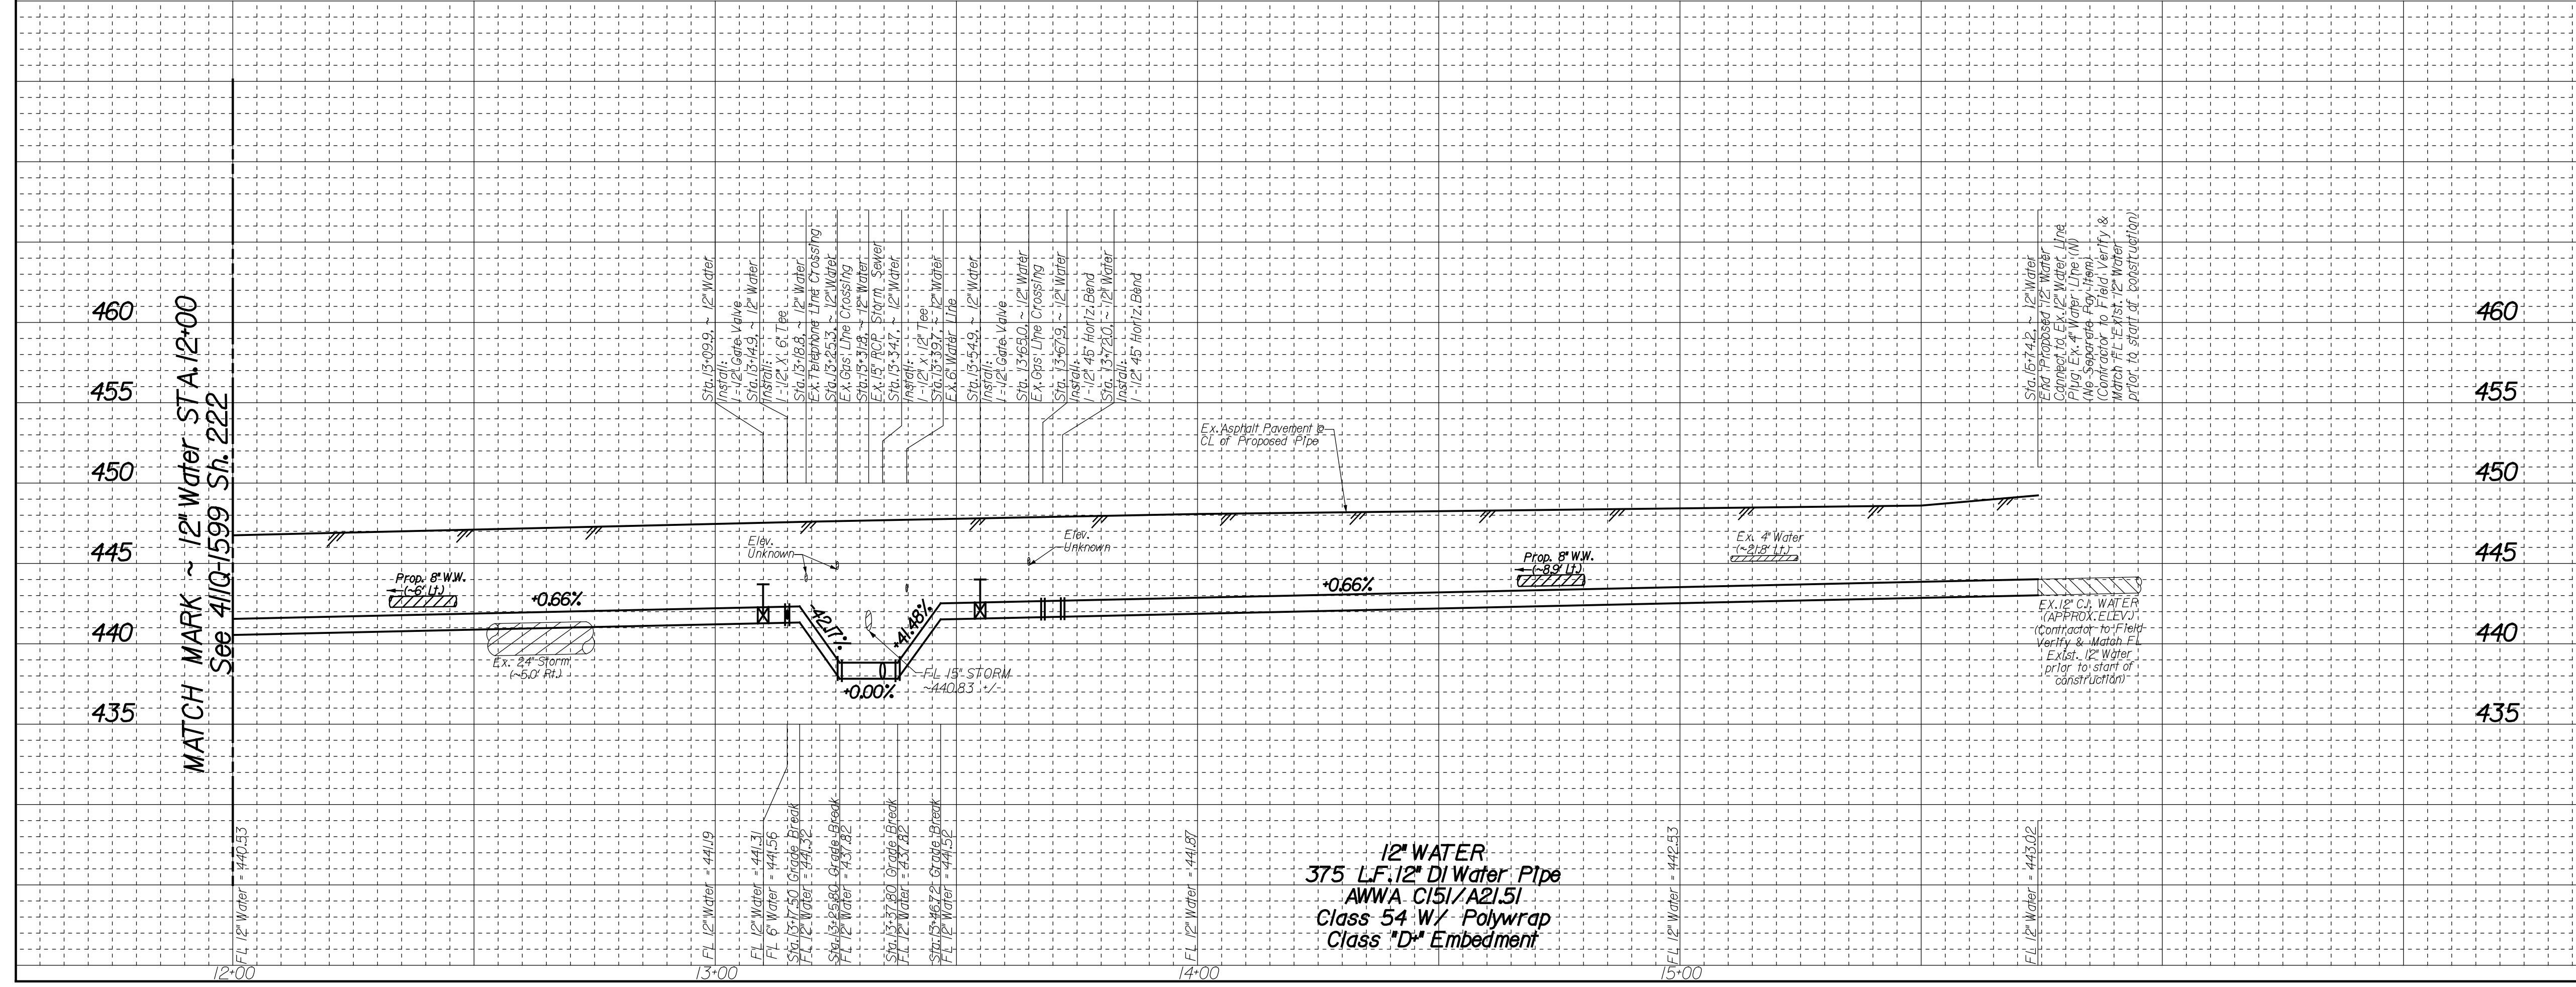 MATCH MARK ~ 12" Water STA. 12+00
See 411Q-1599 Sh. 222
460
455
450
445
440
435
Sta. 13+09.9, ~ 12" Water
Install:
1-12" Gate Valve
Sta. 13+14.9, ~ 12" Water
Install:
1-12" X 6" Tee
Sta. 13+18.8, ~ 12" Water
Ex. Telephone Line Crossing
Sta. 13+25.3, ~ 12" Water
Ex. Gas Line Crossing
Sta. 13+31.8, ~ 12" Water
Ex. 15" RCP Storm Sewer
Sta. 13+34.7, ~ 12" Water
Install:
1-12" x 12" Tee
Sta. 13+39.7, ~ 12" Water
Ex. 6" Water Line
Sta. 13+54.9, ~ 12" Water
Install:
1-12" Gate Valve
Sta. 13+65.0, ~ 12" Water
Ex. Gas Line Crossing
Sta. 13+67.9, ~ 12" Water
Install:
1-12" 45° Horiz. Bend
Sta. 13+72.0, ~ 12" Water
Install:
1-12" 45° Horiz. Bend
Sta. 15+74.2, ~ 12" Water
End Proposed 12" Water
Connect to Ex. 12" Water Line
Plug Ex. 4" Water Line (N)
(No Separate Pay Item)
(Contractor to Field Verify &
Match FL Exist. 12" Water
prior to start of construction)
460
455
450
445
440
435
Ex. Asphalt Pavement @
CL of Proposed Pipe
Elev.
Unknown
Elev.
Unknown
Ex. 4" Water
(~21.8' Lt.)
Prop. 8" W.W.
(~6' Lt.)
+0.66%
Prop. 8" W.W.
(~8.9' Lt.)
+0.66%
-42.17%
+41.48%
+0.00%
Ex. 24" Storm
(~5.0' Rt.)
FL 15" STORM
~440.83 +/-
EX. 12" C.I. WATER
(APPROX. ELEV.)
(Contractor to Field
Verify & Match FL
Exist. 12" Water
prior to start of
construction)
FL 12" Water = 440.53
FL 12" Water = 441.19
FL 12" Water = 441.31
FL 6" Water = 441.56
Sta. 13+17.50 Grade Break
FL 12" Water = 441.32
Sta. 13+25.80 Grade Break
FL 12" Water = 437.82
Sta. 13+37.80 Grade Break
FL 12" Water = 437.82
Sta. 13+46.72 Grade Break
FL 12" Water = 441.52
FL 12" Water = 441.87
FL 12" Water = 442.53
FL 12" Water = 443.02
12" WATER
375 L.F. 12" DI Water Pipe
AWWA C151/A21.51
Class 54 W/ Polywrap
Class "D+" Embedment
12+00
13+00
14+00
15+00